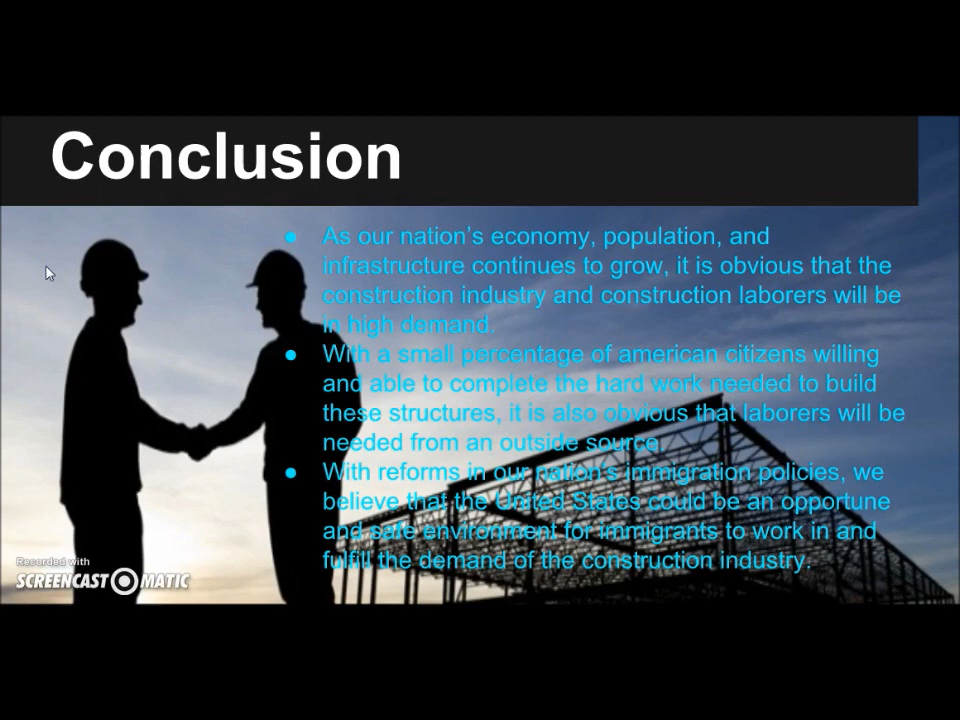 Conclusion
● As our nation's economy, population, and
infrastructure continues to grow, it is obvious that the
construction industry and construction laborers will be
in high demand.
● With a small percentage of american citizens willing
and able to complete the hard work needed to build
these structures, it is also obvious that laborers will be
needed from an outside source.
● With reforms in our nation's immigration policies, we
believe that the United States could be an opportune
and safe environment for immigrants to work in and
fulfill the demand of the construction industry.
Recorded with
SCREENCAST MATIC